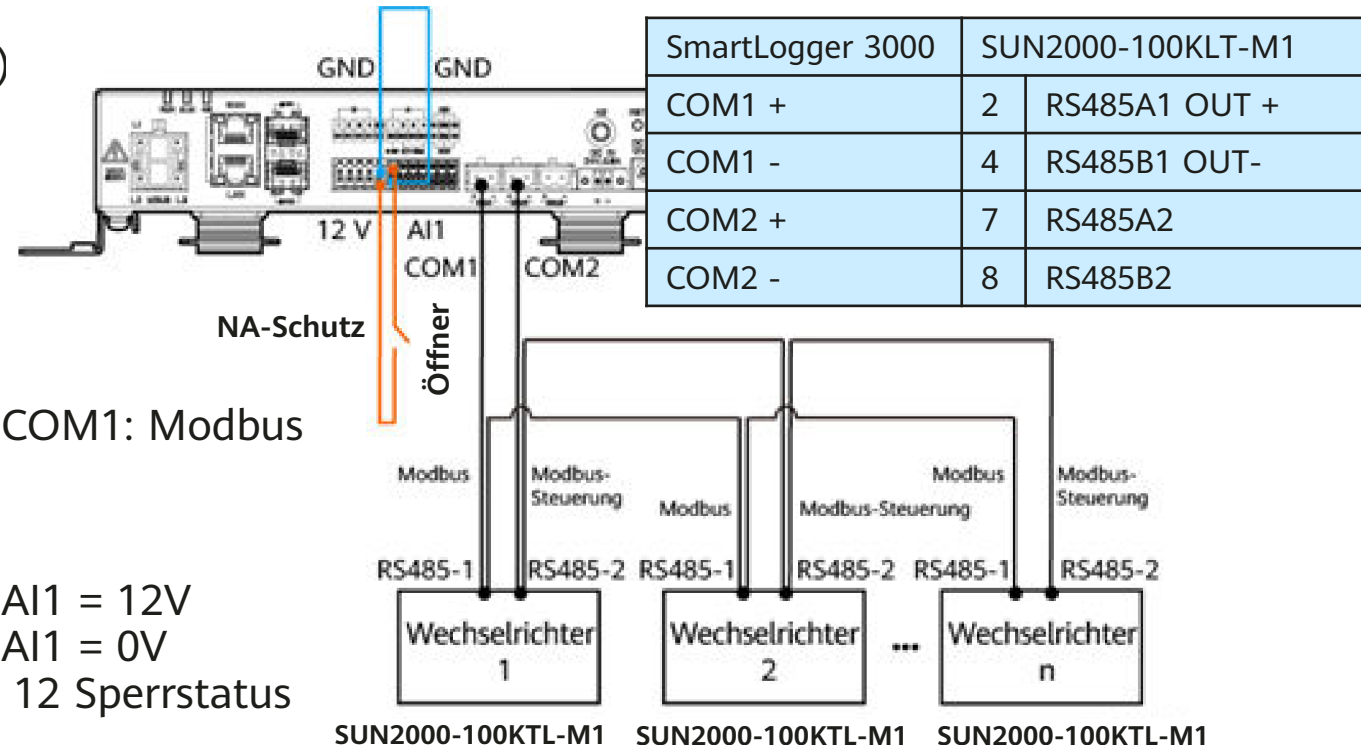 )
GND GND
SmartLogger 3000 SUN2000-100KLT-M1
COM1 + 2 RS485A1 OUT +
COM1 - 4 RS485B1 OUT-
COM2 + 7 RS485A2
COM2 - 8 RS485B2
12 V AI1
COM1 COM2
NA-Schutz
Öffner
COM1: Modbus
Modbus Modbus-
Steuerung
Modbus Modbus-Steuerung
Modbus Modbus-
Steuerung
RS485-1 RS485-2 RS485-1 RS485-2 RS485-1 RS485-2
AI1 = 12V
AI1 = 0V
12 Sperrstatus
Wechselrichter
1
Wechselrichter
2
...
Wechselrichter
n
SUN2000-100KTL-M1 SUN2000-100KTL-M1 SUN2000-100KTL-M1